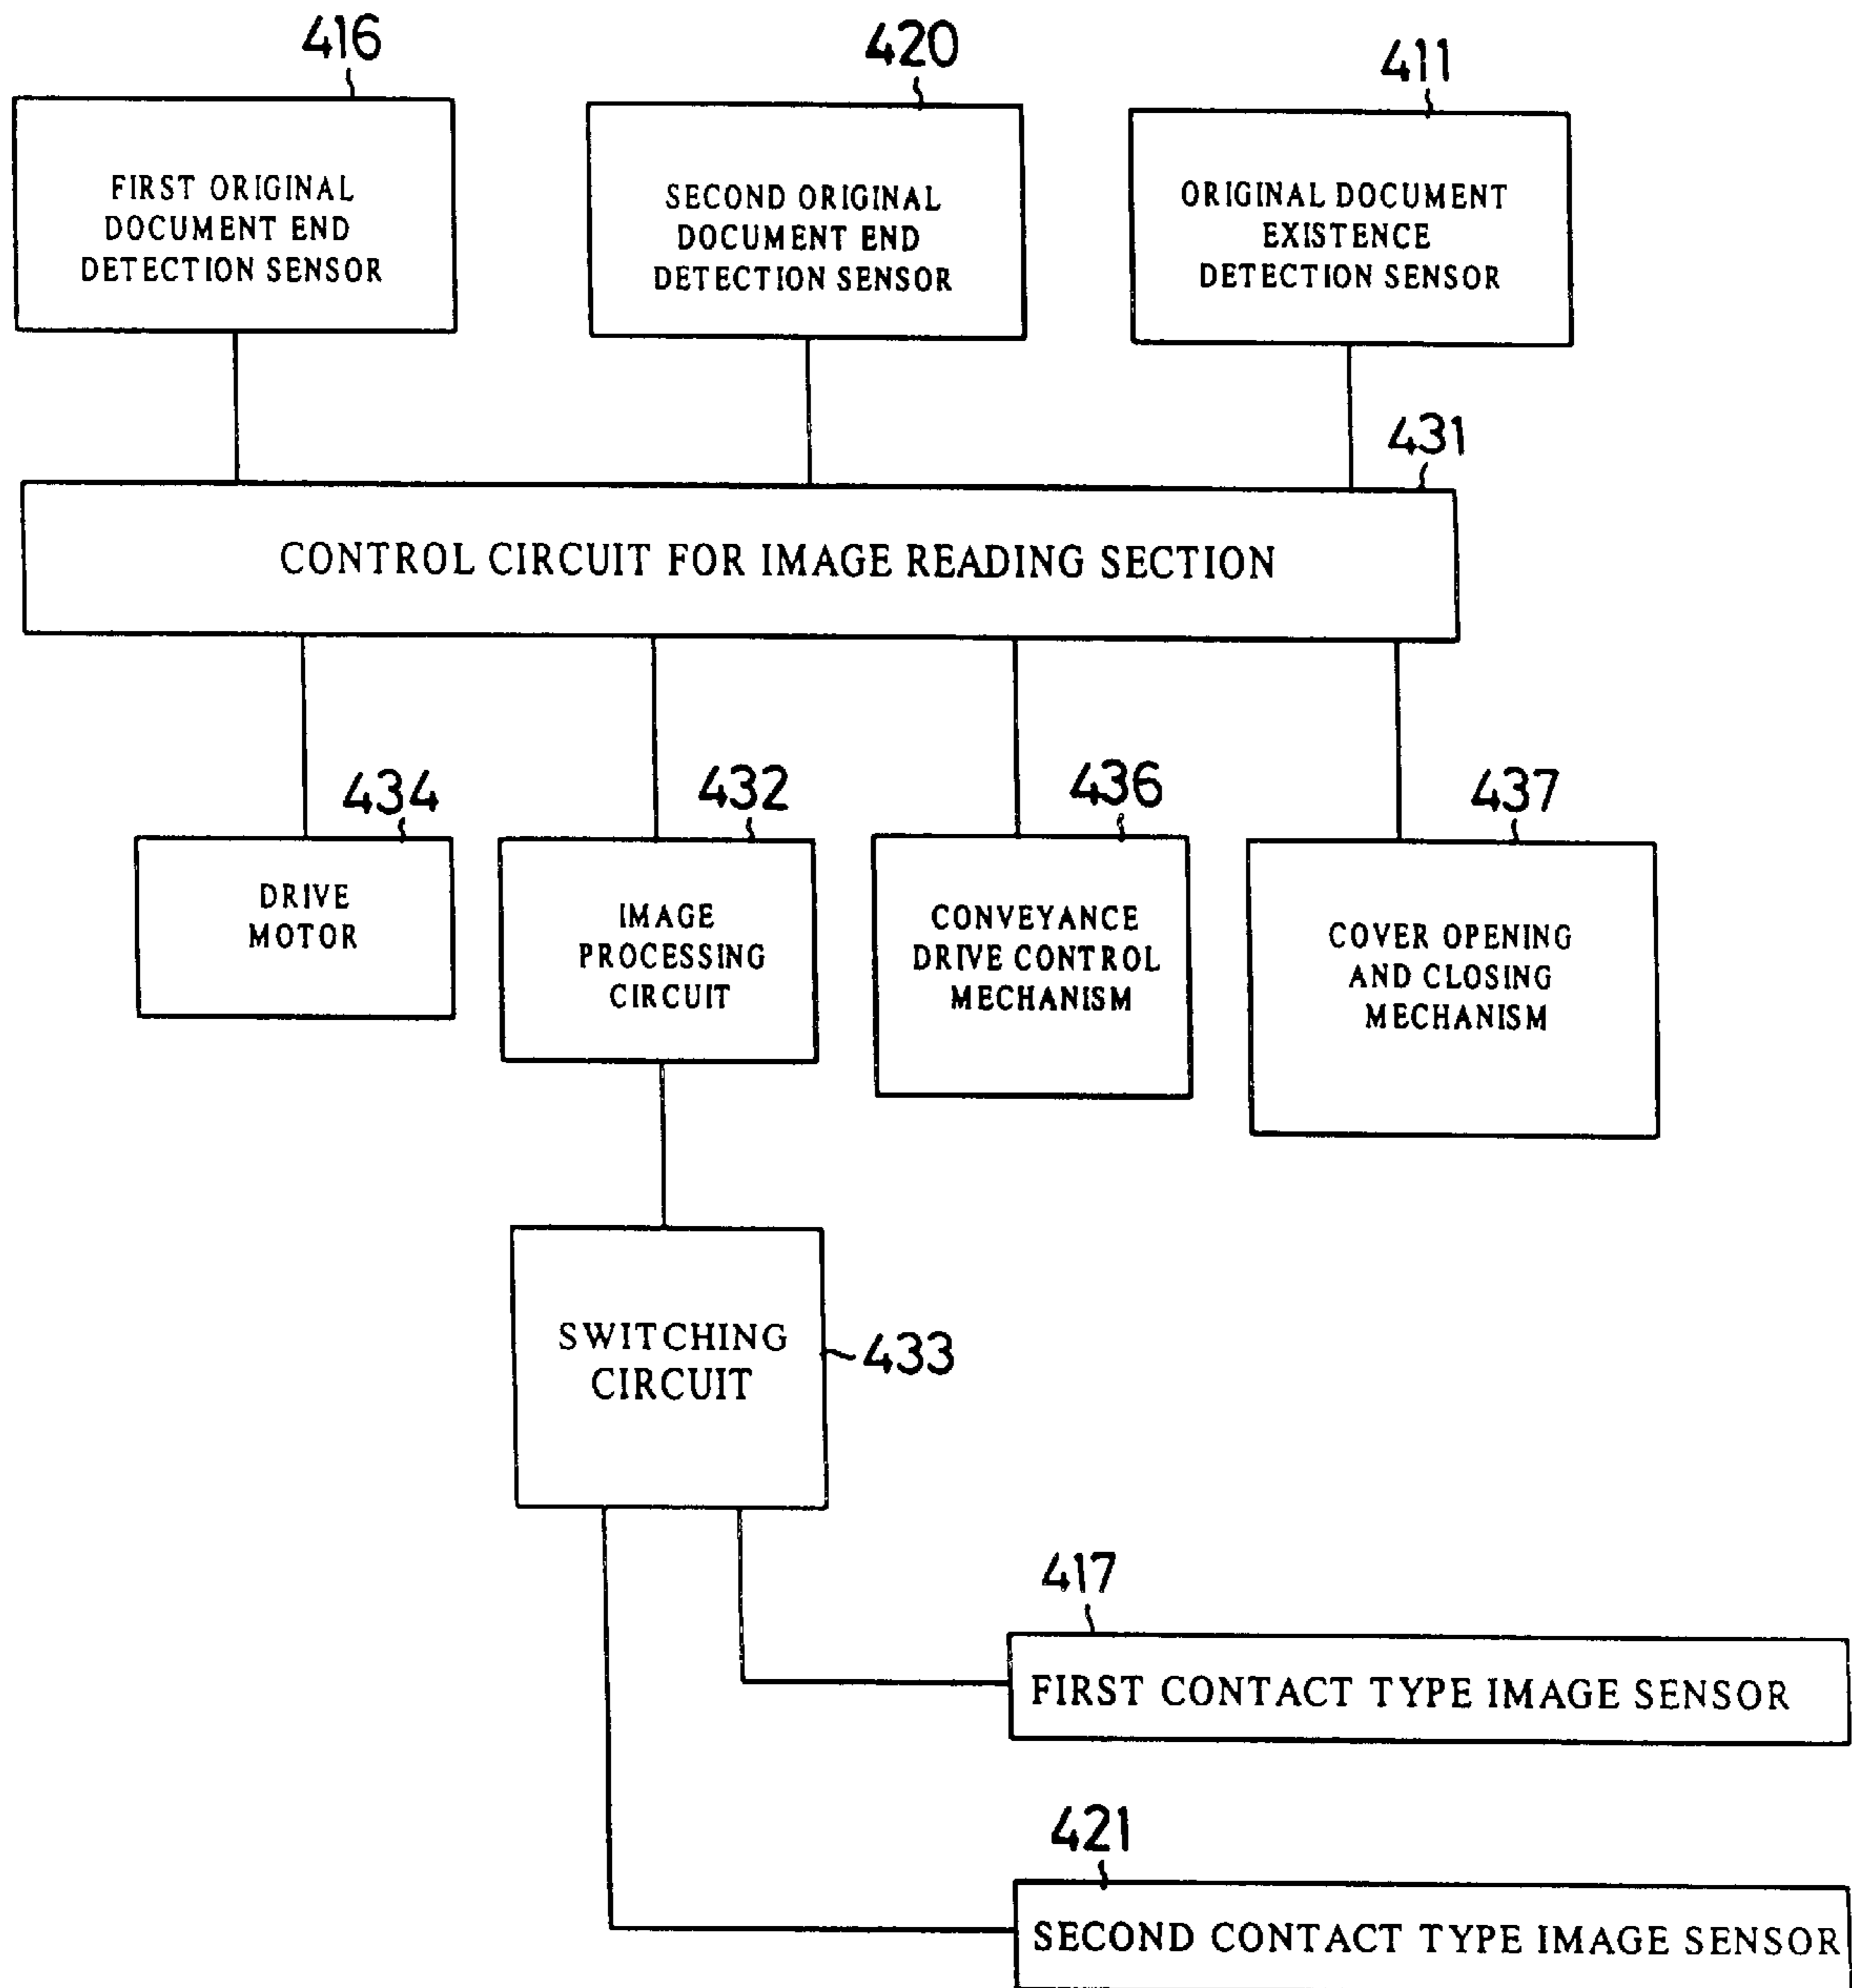 416
420
411
FIRST ORIGINAL
DOCUMENT END
DETECTION SENSOR
SECOND ORIGINAL
DOCUMENT END
DETECTION SENSOR
ORIGINAL DOCUMENT
EXISTENCE
DETECTION SENSOR
431
CONTROL CIRCUIT FOR IMAGE READING SECTION
434
432
436
437
DRIVE
MOTOR
IMAGE
PROCESSING
CIRCUIT
CONVEYANCE
DRIVE CONTROL
MECHANISM
COVER OPENING
AND CLOSING
MECHANISM
SWITCHING
CIRCUIT
433
417
FIRST CONTACT TYPE IMAGE SENSOR
421
SECOND CONTACT TYPE IMAGE SENSOR